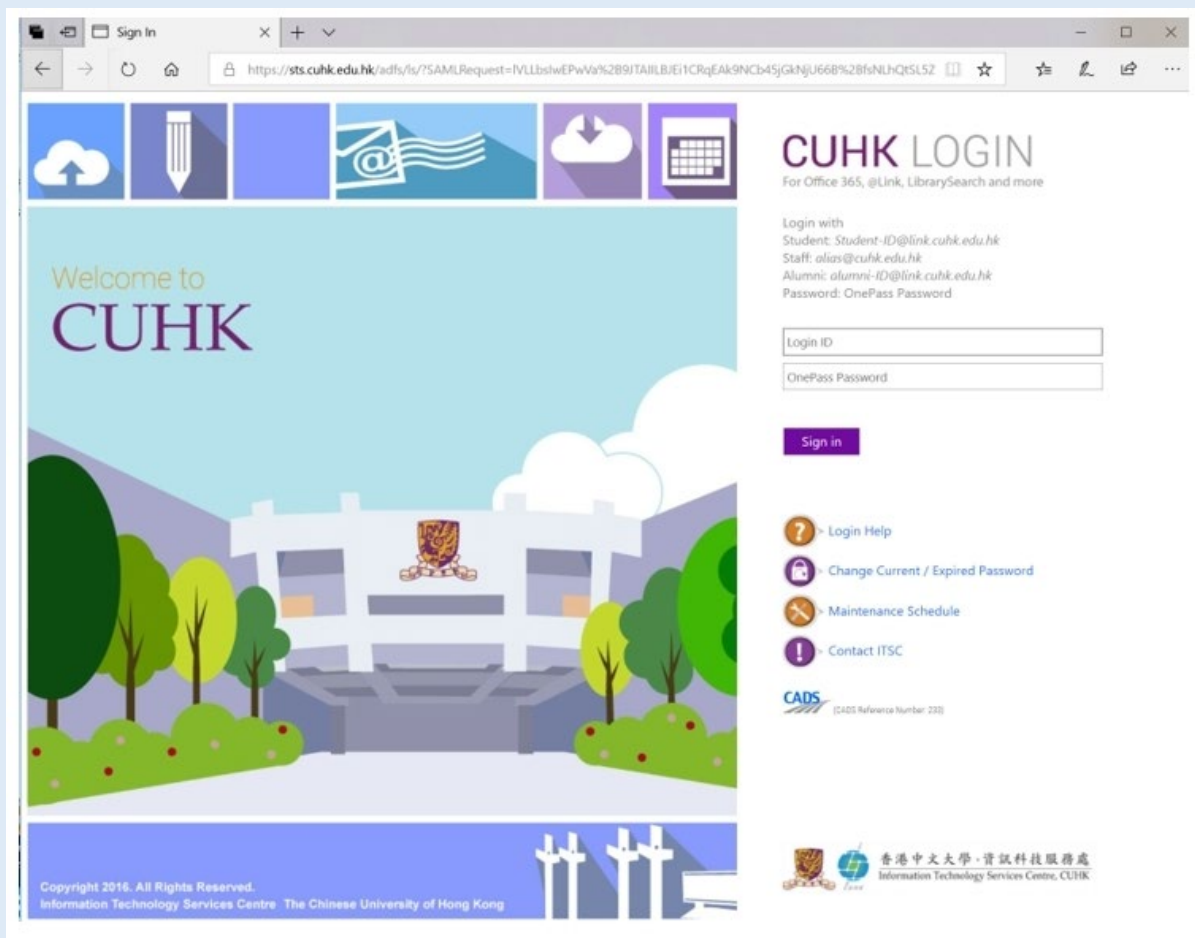 Sign In
https://sts.cuhk.edu.hk/adfs/ls/?SAMLRequest=
Welcome to
CUHK
Copyright 2016. All Rights Reserved.
Information Technology Services Centre The Chinese University of Hong Kong
CUHK LOGIN
For Office 365, @Link, LibrarySearch and more
Login with
Student: Student-ID@link.cuhk.edu.hk
Staff: alias@cuhk.edu.hk
Alumni: alumni-ID@link.cuhk.edu.hk
Password: OnePass Password
Login ID
OnePass Password
Sign in
> Login Help
> Change Current / Expired Password
> Maintenance Schedule
> Contact ITSC
CADS (CADS Reference Number: 233)
香港中文大學·資訊科技服務處
Information Technology Services Centre, CUHK